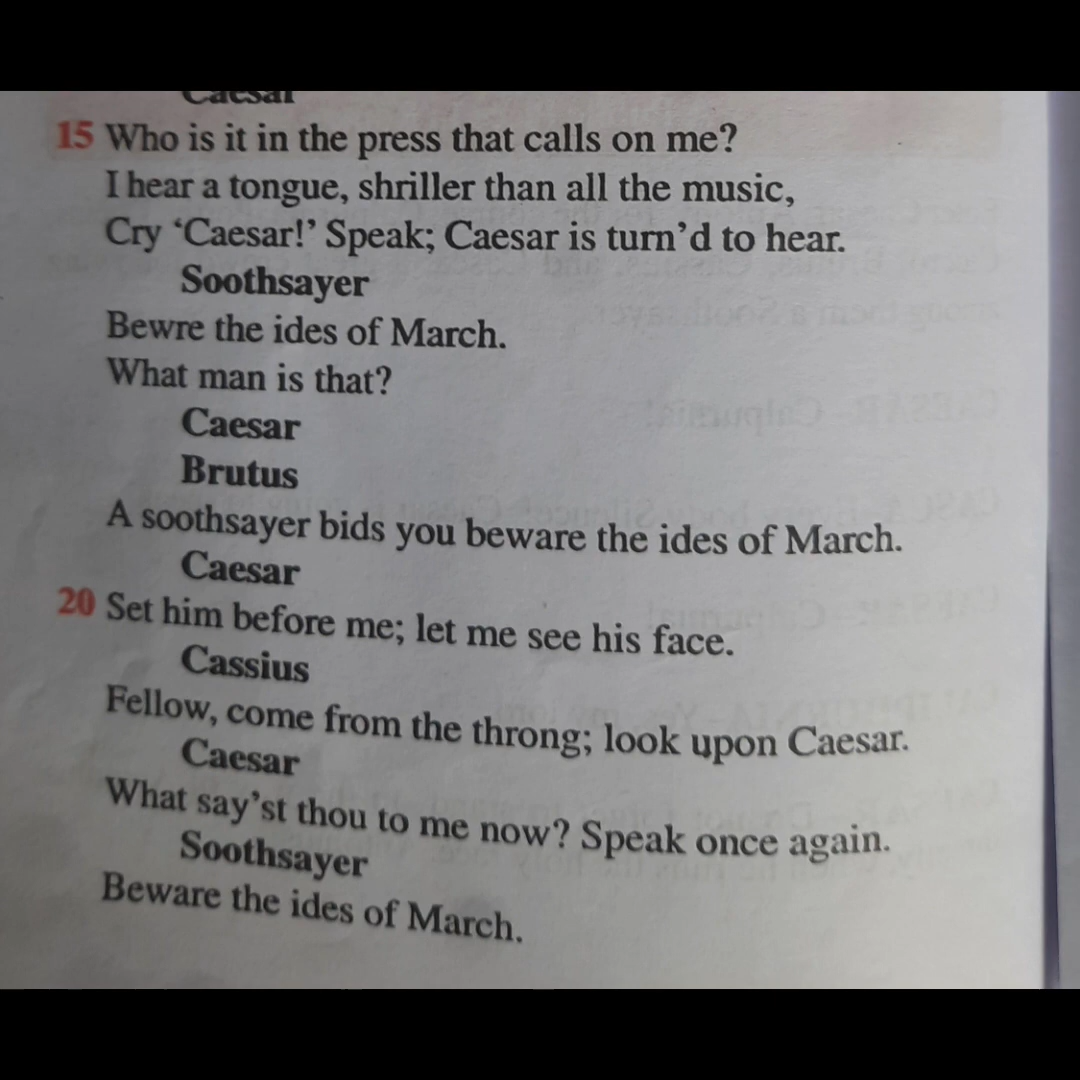 Caesar
15 Who is it in the press that calls on me?
I hear a tongue, shriller than all the music,
Cry ‘Caesar!’ Speak; Caesar is turn’d to hear.
Soothsayer
Bewre the ides of March.
What man is that?
Caesar
Brutus
A soothsayer bids you beware the ides of March.
Caesar
20 Set him before me; let me see his face.
Cassius
Fellow, come from the throng; look upon Caesar.
Caesar
What say’st thou to me now? Speak once again.
Soothsayer
Beware the ides of March.